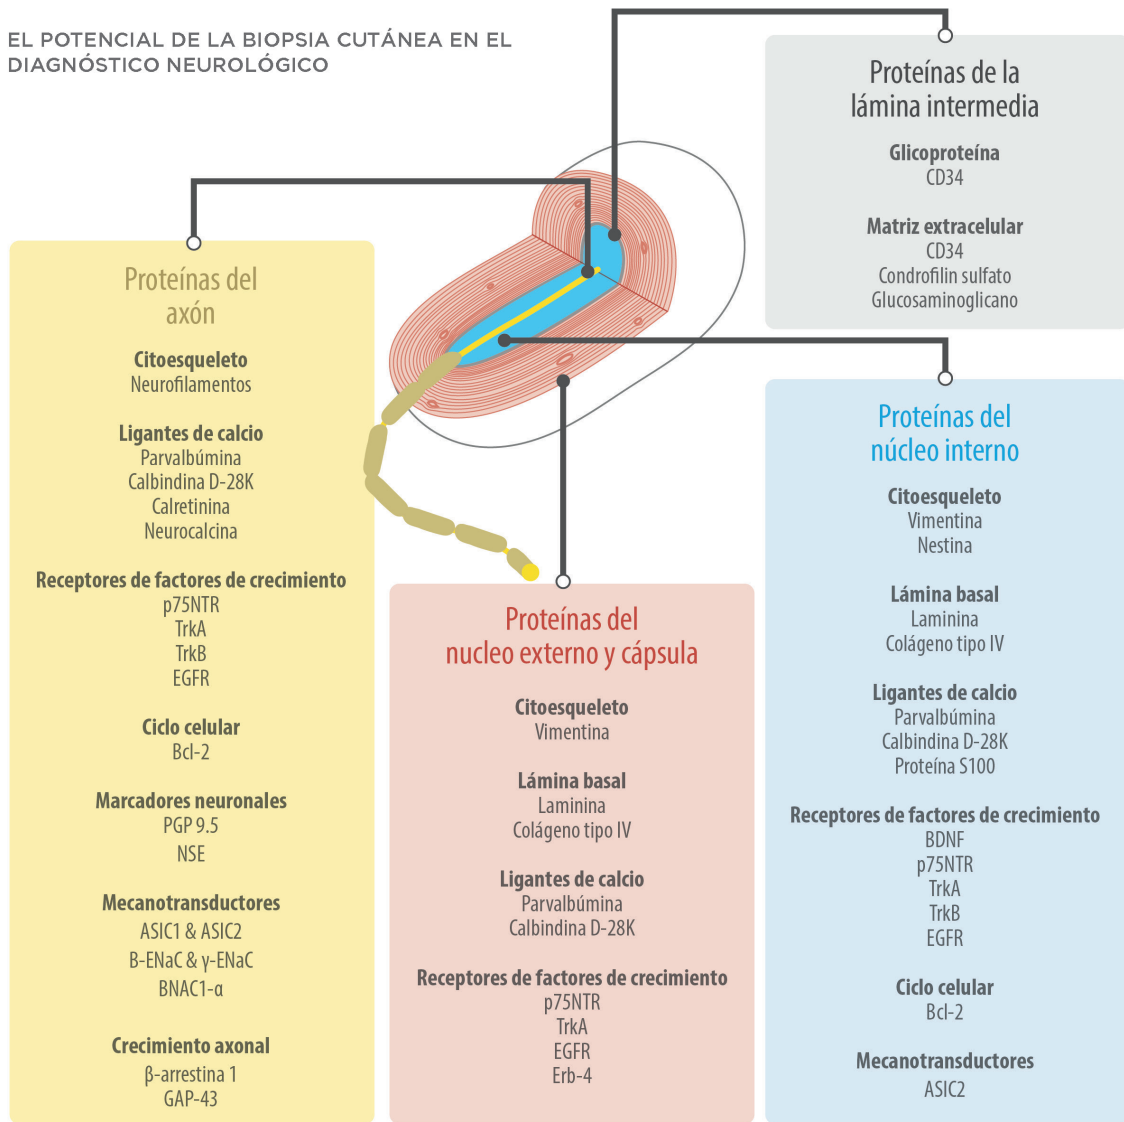 EL POTENCIAL DE LA BIOPSIA CUTÁNEA EN EL
DIAGNÓSTICO NEUROLÓGICO
Proteínas de la
lámina intermedia
Glicoproteína
CD34
Matriz extracelular
CD34
Condrofilin sulfato
Glucosaminoglicano
Proteínas del
axón
Citoesqueleto
Neurofilamentos
Ligantes de calcio
Parvalbúmina
Calbindina D-28K
Calretinina
Neurocalcina
Receptores de factores de crecimiento
p75NTR
TrkA
TrkB
EGFR
Ciclo celular
Bcl-2
Marcadores neuronales
PGP 9.5
NSE
Mecanotransductores
ASIC1 & ASIC2
B-ENaC & γ-ENaC
BNAC1-α
Crecimiento axonal
β-arrestina 1
GAP-43
Proteínas del
nucleo externo y cápsula
Citoesqueleto
Vimentina
Lámina basal
Laminina
Colágeno tipo IV
Ligantes de calcio
Parvalbúmina
Calbindina D-28K
Receptores de factores de crecimiento
p75NTR
TrkA
EGFR
Erb-4
Proteínas del
núcleo interno
Citoesqueleto
Vimentina
Nestina
Lámina basal
Laminina
Colágeno tipo IV
Ligantes de calcio
Parvalbúmina
Calbindina D-28K
Proteína S100
Receptores de factores de crecimiento
BDNF
p75NTR
TrkA
TrkB
EGFR
Ciclo celular
Bcl-2
Mecanotransductores
ASIC2